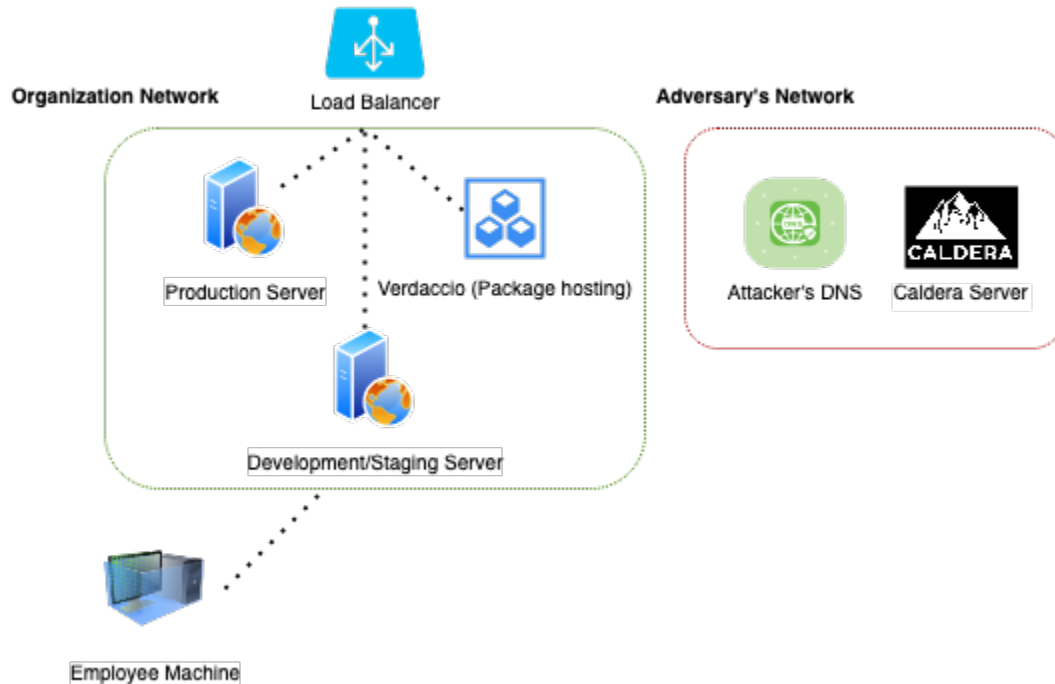 Organization Network
Load Balancer
Adversary's Network
Production Server
Verdaccio (Package hosting)
DNS
Attacker's DNS
CALDERA
Caldera Server
Development/Staging Server
Employee Machine